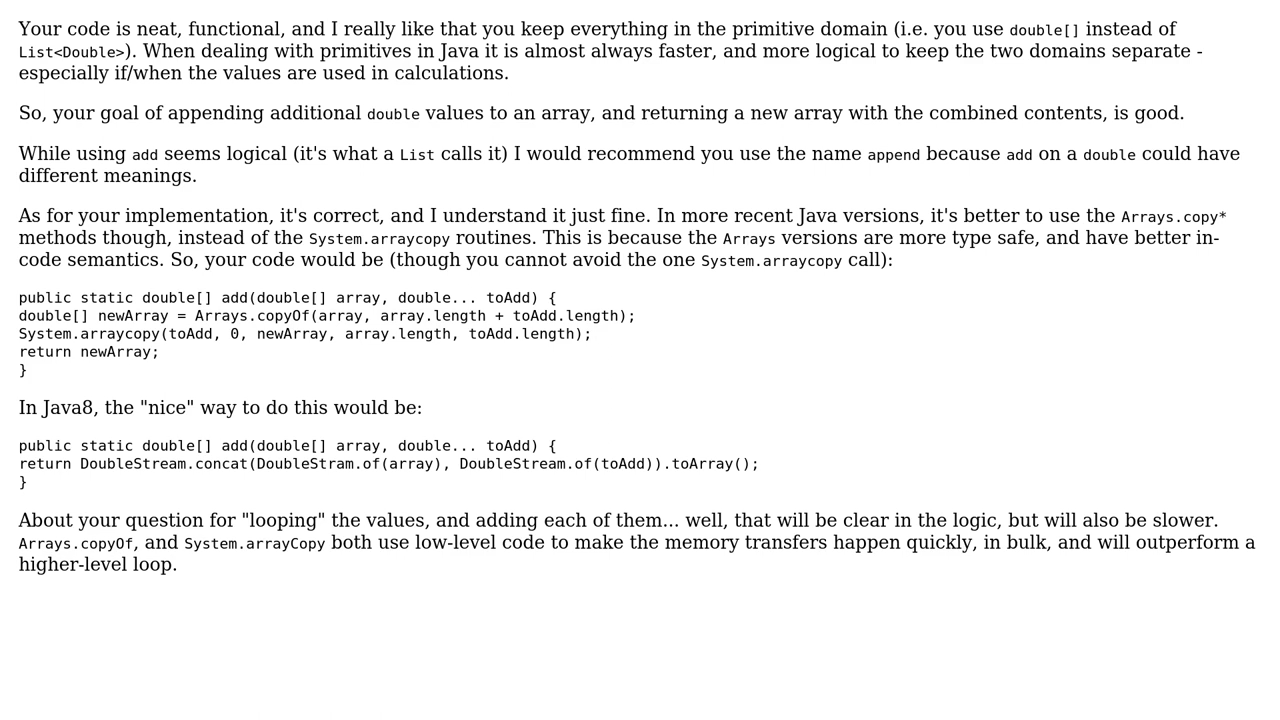 Your code is neat, functional, and I really like that you keep everything in the primitive domain (i.e. you use double[] instead of
List<Double>). When dealing with primitives in Java it is almost always faster, and more logical to keep the two domains separate -
especially if/when the values are used in calculations.
So, your goal of appending additional double values to an array, and returning a new array with the combined contents, is good.
While using add seems logical (it's what a List calls it) I would recommend you use the name append because add on a double could have
different meanings.
As for your implementation, it's correct, and I understand it just fine. In more recent Java versions, it's better to use the Arrays.copy*
methods though, instead of the System.arraycopy routines. This is because the Arrays versions are more type safe, and have better in-
code semantics. So, your code would be (though you cannot avoid the one System.arraycopy call):
public static double[] add(double[] array, double... toAdd) {
double[] newArray = Arrays.copyOf(array, array.length + toAdd.length);
System.arraycopy(toAdd, 0, newArray, array.length, toAdd.length);
return newArray;
}
In Java8, the "nice" way to do this would be:
public static double[] add(double[] array, double... toAdd) {
return DoubleStream.concat(DoubleStram.of(array), DoubleStream.of(toAdd)).toArray();
}
About your question for "looping" the values, and adding each of them... well, that will be clear in the logic, but will also be slower.
Arrays.copyOf, and System.arrayCopy both use low-level code to make the memory transfers happen quickly, in bulk, and will outperform a
higher-level loop.